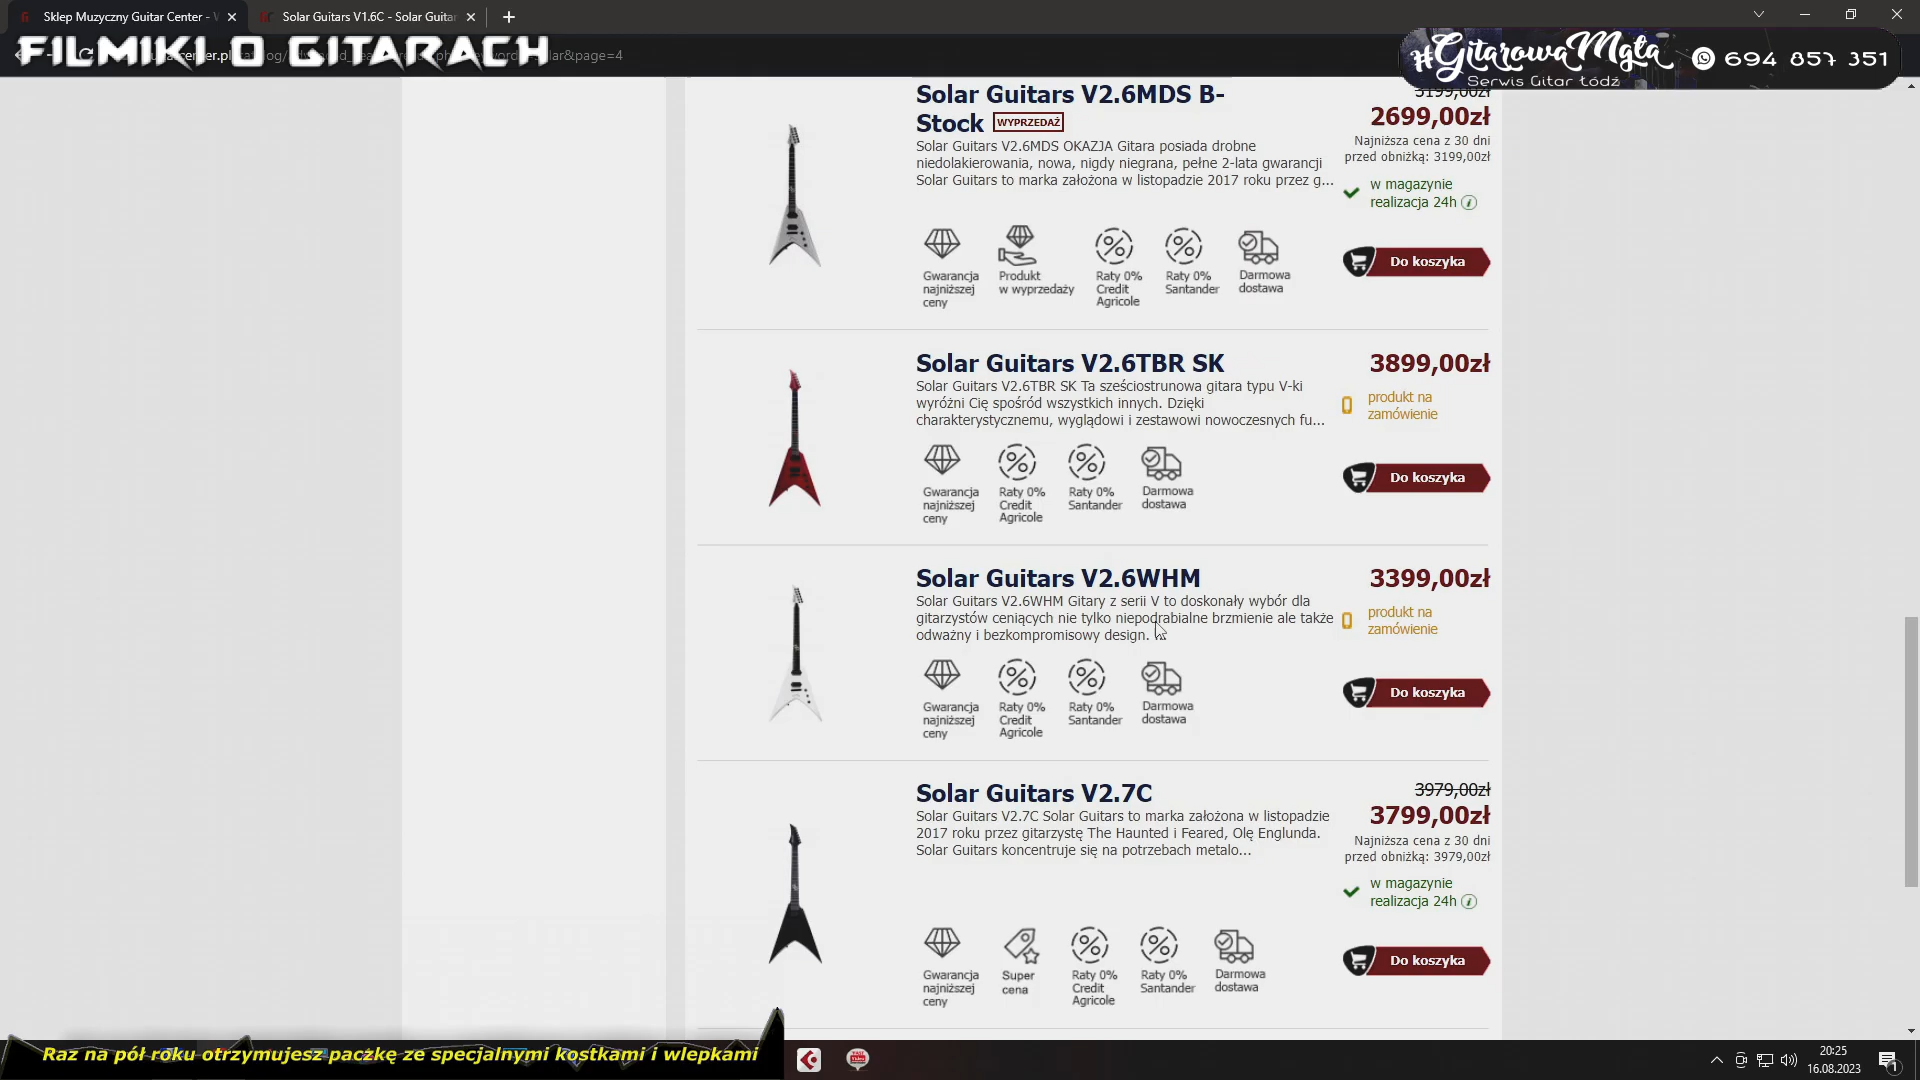 Sklep Muzyczny Guitar Center -
Solar Guitars V1.6C - Solar Guitar
FILMIKI O GITARACH
&page=4
#GitarowaMgła
Serwis Gitar Łódź
694 857 351
Solar Guitars V2.6MDS B-
Stock WYPRZEDAŻ
Solar Guitars V2.6MDS OKAZJA Gitara posiada drobne
niedolakierowania, nowa, nigdy niegrana, pełne 2-lata gwarancji
Solar Guitars to marka założona w listopadzie 2017 roku przez g...
3199,00zł
2699,00zł
Najniższa cena z 30 dni
przed obniżką: 3199,00zł
w magazynie
realizacja 24h
Gwarancja
najniższej
ceny
Produkt
w wyprzedaży
Raty 0%
Credit
Agricole
Raty 0%
Santander
Darmowa
dostawa
Do koszyka
Solar Guitars V2.6TBR SK
Solar Guitars V2.6TBR SK Ta sześciostrunowa gitara typu V-ki
wyróżni Cię spośród wszystkich innych. Dzięki
charakterystycznemu, wyglądowi i zestawowi nowoczesnych fu...
3899,00zł
produkt na
zamówienie
Gwarancja
najniższej
ceny
Raty 0%
Credit
Agricole
Raty 0%
Santander
Darmowa
dostawa
Do koszyka
Solar Guitars V2.6WHM
Solar Guitars V2.6WHM Gitary z serii V to doskonały wybór dla
gitarzystów ceniących nie tylko niepodrabialne brzmienie ale także
odważny i bezkompromisowy design.
3399,00zł
produkt na
zamówienie
Gwarancja
najniższej
ceny
Raty 0%
Credit
Agricole
Raty 0%
Santander
Darmowa
dostawa
Do koszyka
Solar Guitars V2.7C
Solar Guitars V2.7C Solar Guitars to marka założona w listopadzie
2017 roku przez gitarzystę The Haunted i Feared, Olę Englunda.
Solar Guitars koncentruje się na potrzebach metalo...
3979,00zł
3799,00zł
Najniższa cena z 30 dni
przed obniżką: 3979,00zł
w magazynie
realizacja 24h
Gwarancja
najniższej
ceny
Super
cena
Raty 0%
Credit
Agricole
Raty 0%
Santander
Darmowa
dostawa
Do koszyka
Raz na pół roku otrzymujesz paczkę ze specjalnymi kostkami i wlepkami
20:25
16.08.2023
1